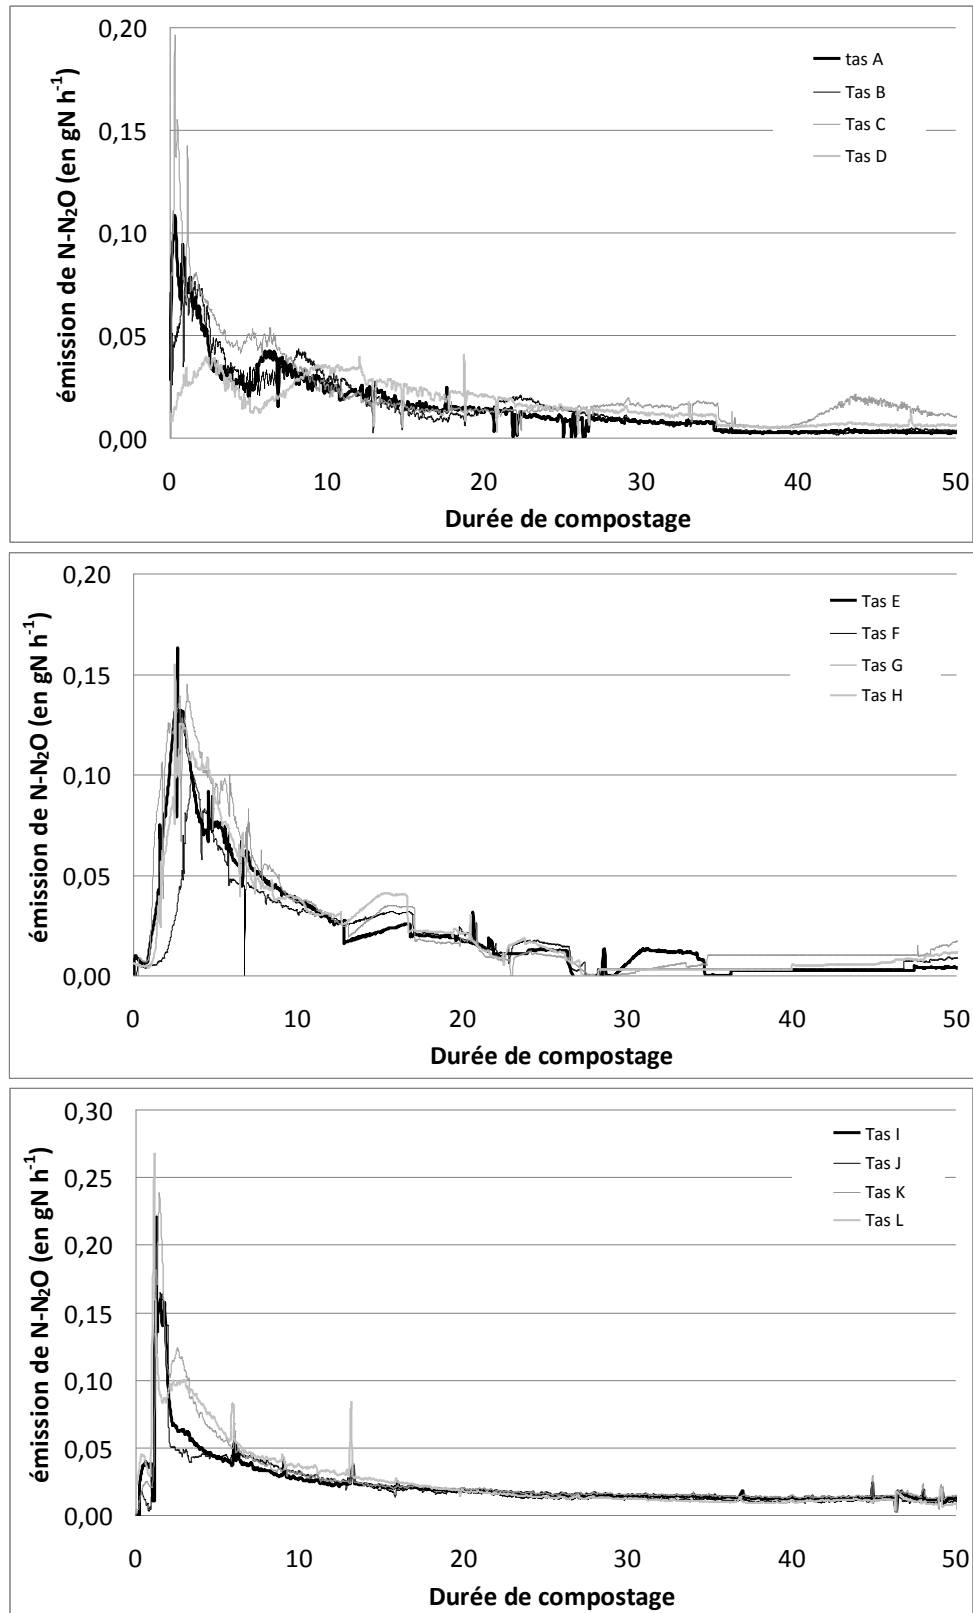 émission de N-N₂O (en gN h⁻¹)
0,20
0,15
0,10
0,05
0,00
tas A
Tas B
Tas C
Tas D
0 10 20 30 40 50
Durée de compostage
émission de N-N₂O (en gN h⁻¹)
0,20
0,15
0,10
0,05
0,00
Tas E
Tas F
Tas G
Tas H
0 10 20 30 40 50
Durée de compostage
émission de N-N₂O (en gN h⁻¹)
0,30
0,25
0,20
0,15
0,10
0,05
0,00
Tas I
Tas J
Tas K
Tas L
0 10 20 30 40 50
Durée de compostage